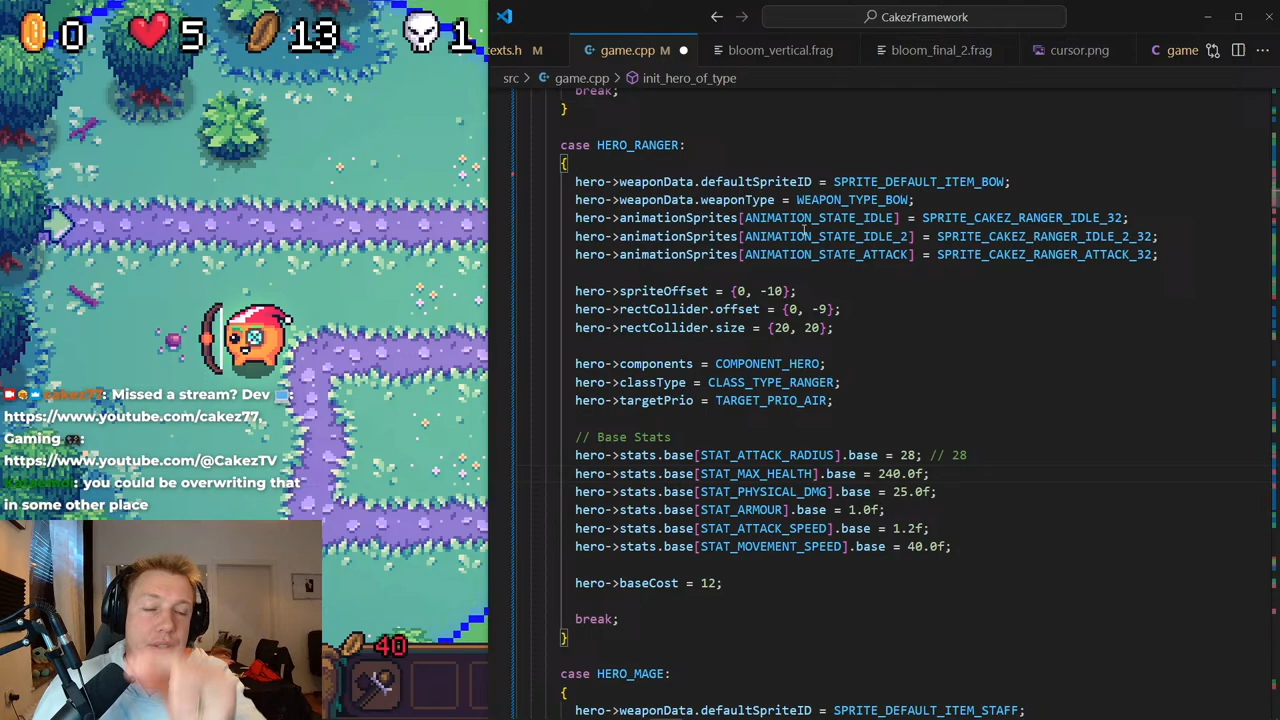 0 5 13 1
CakezFramework
texts.h M
game.cpp M
bloom_vertical.frag
bloom_final_2.frag
cursor.png
game
src > game.cpp > init_hero_of_type
break;
}
case HERO_RANGER:
{
hero->weaponData.defaultSpriteID = SPRITE_DEFAULT_ITEM_BOW;
hero->weaponData.weaponType = WEAPON_TYPE_BOW;
hero->animationSprites[ANIMATION_STATE_IDLE] = SPRITE_CAKEZ_RANGER_IDLE_32;
hero->animationSprites[ANIMATION_STATE_IDLE_2] = SPRITE_CAKEZ_RANGER_IDLE_2_32;
hero->animationSprites[ANIMATION_STATE_ATTACK] = SPRITE_CAKEZ_RANGER_ATTACK_32;
hero->spriteOffset = {0, -10};
hero->rectCollider.offset = {0, -9};
hero->rectCollider.size = {20, 20};
hero->components = COMPONENT_HERO;
hero->classType = CLASS_TYPE_RANGER;
hero->targetPrio = TARGET_PRIO_AIR;
// Base Stats
hero->stats.base[STAT_ATTACK_RADIUS].base = 28; // 28
hero->stats.base[STAT_MAX_HEALTH].base = 240.0f;
hero->stats.base[STAT_PHYSICAL_DMG].base = 25.0f;
hero->stats.base[STAT_ARMOUR].base = 1.0f;
hero->stats.base[STAT_ATTACK_SPEED].base = 1.2f;
hero->stats.base[STAT_MOVEMENT_SPEED].base = 40.0f;
hero->baseCost = 12;
break;
}
case HERO_MAGE:
{
hero->weaponData.defaultSpriteID = SPRITE_DEFAULT_ITEM_STAFF;
cakez77: Missed a stream? Dev
https://www.youtube.com/cakez77,
Gaming :
https://www.youtube.com/@CakezTV
you could be overwriting that
in some other place
40